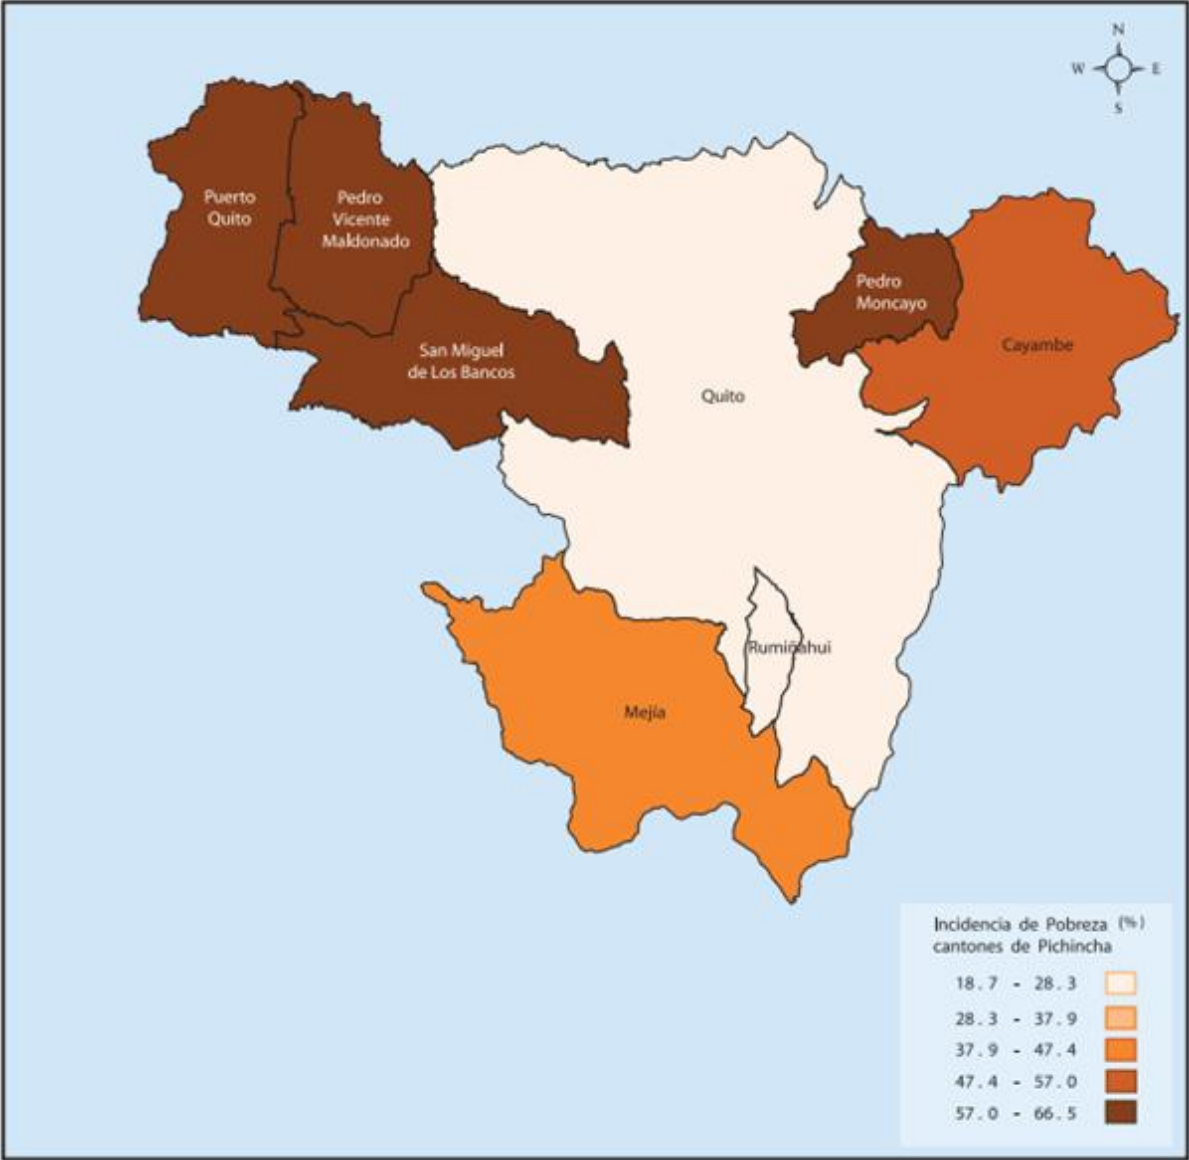 N
W E
S
Puerto
Quito
Pedro
Vicente
Maldonado
San Miguel
de Los Bancos
Pedro
Moncayo
Cayambe
Quito
Rumiñahui
Mejía
Incidencia de Pobreza (%)
cantones de Pichincha
18.7 - 28.3
28.3 - 37.9
37.9 - 47.4
47.4 - 57.0
57.0 - 66.5